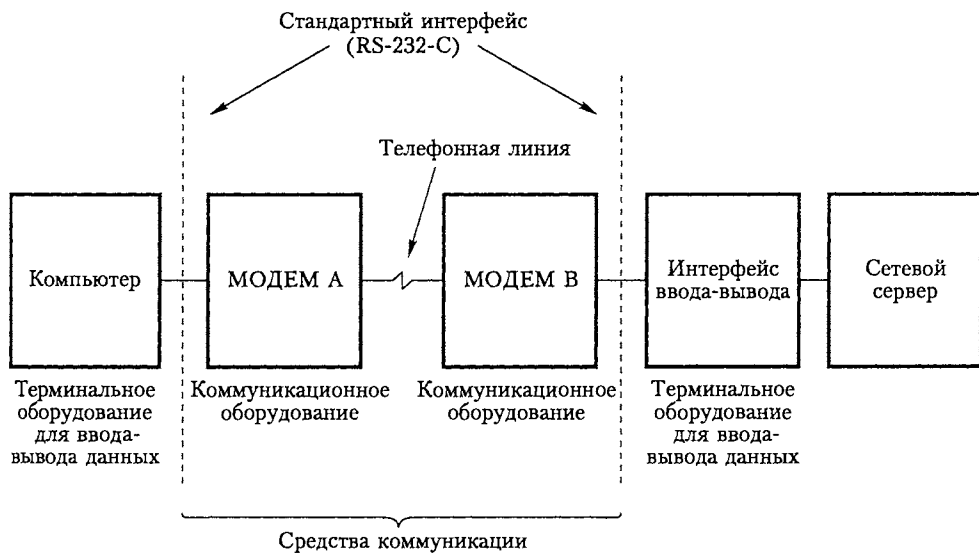 Стандартный интерфейс
(RS-232-C)
Телефонная линия
Компьютер
МОДЕМ А
МОДЕМ В
Интерфейс
ввода-вывода
Сетевой
сервер
Терминальное
оборудование
для ввода-
вывода данных
Коммуникационное
оборудование
Коммуникационное
оборудование
Терминальное
оборудование
для ввода-
вывода данных
Средства коммуникации